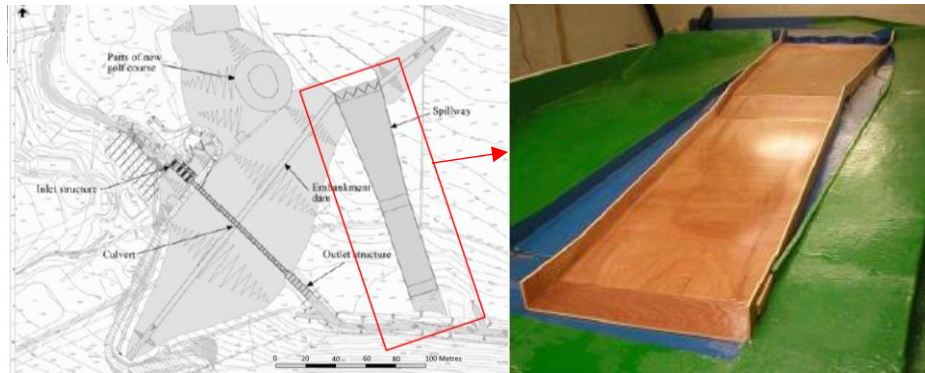 Parts of new
golf course
Spillway
Inlet structure
Embankment
dam
Culvert
Outlet structure
0 20 40 60 80 100 Metres